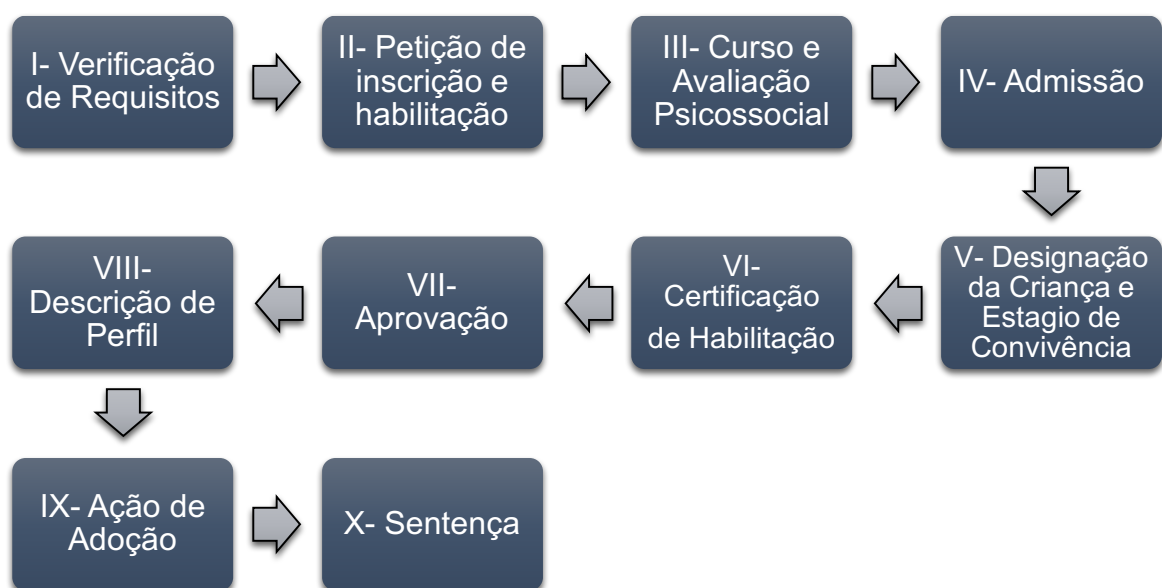 I- Verificação
de Requisitos
II- Petição de
inscrição e
habilitação
III- Curso e
Avaliação
Psicossocial
IV- Admissão
V- Designação
da Criança e
Estagio de
Convivência
VI-
Certificação
de Habilitação
VII-
Aprovação
VIII-
Descrição de
Perfil
IX- Ação de
Adoção
X- Sentença